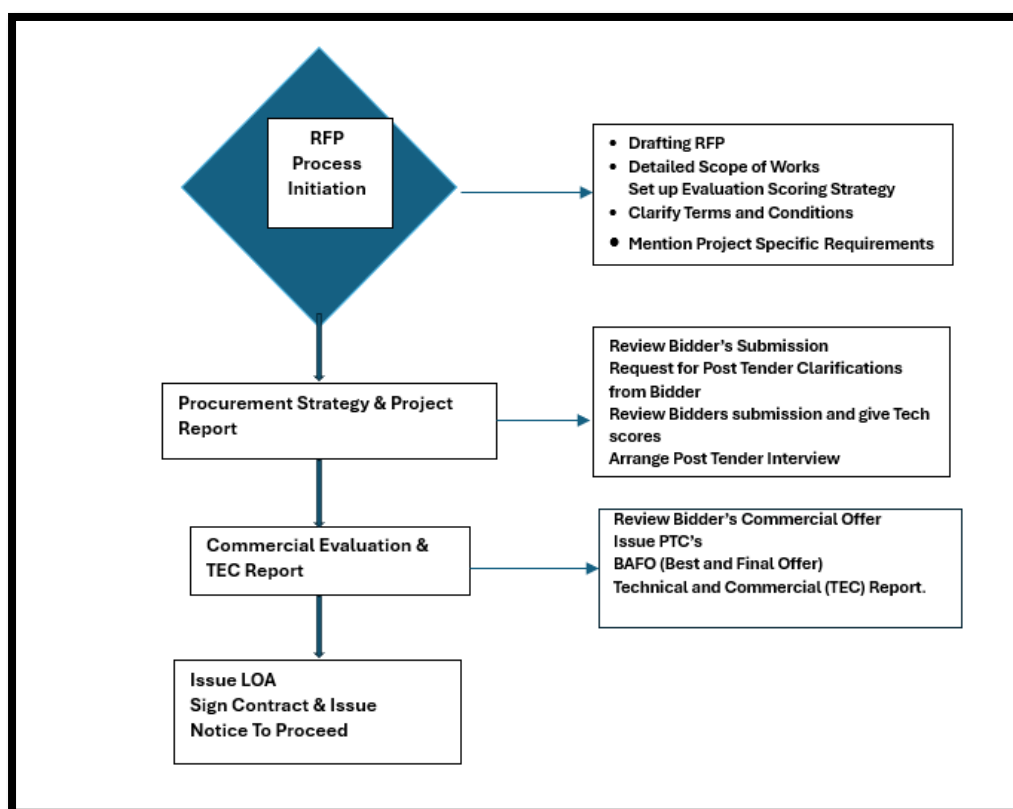 RFP
Process
Initiation
• Drafting RFP
• Detailed Scope of Works
Set up Evaluation Scoring Strategy
• Clarify Terms and Conditions
• Mention Project Specific Requirements
Procurement Strategy & Project
Report
Review Bidder’s Submission
Request for Post Tender Clarifications
from Bidder
Review Bidders submission and give Tech
scores
Arrange Post Tender Interview
Commercial Evaluation &
TEC Report
Review Bidder’s Commercial Offer
Issue PTC’s
BAFO (Best and Final Offer)
Technical and Commercial (TEC) Report.
Issue LOA
Sign Contract & Issue
Notice To Proceed